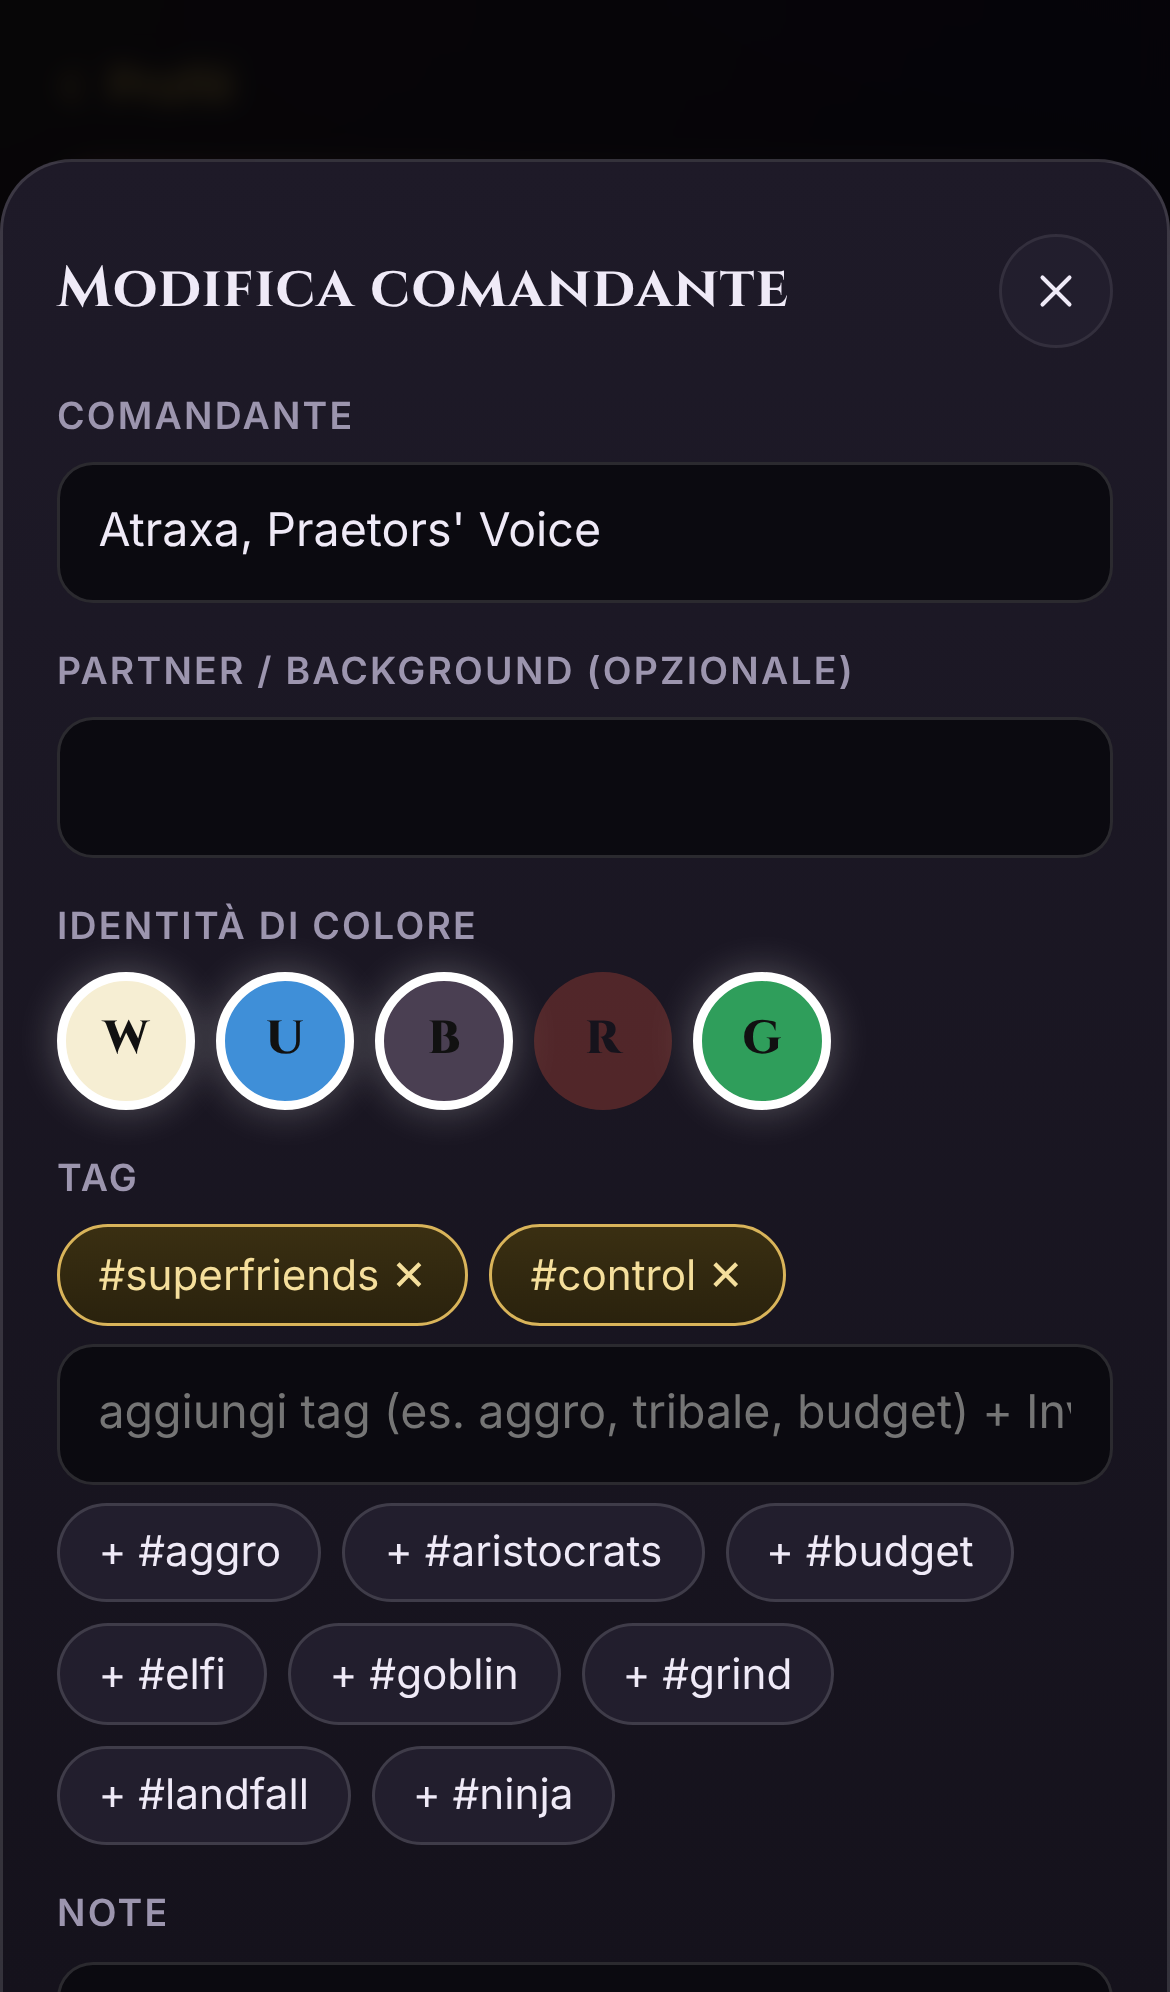 Modifica comandante
COMANDANTE
Atraxa, Praetors' Voice
PARTNER / BACKGROUND (OPZIONALE)
IDENTITÀ DI COLORE
W U B R G
TAG
#superfriends × #control ×
aggiungi tag (es. aggro, tribale, budget) +
+ #aggro + #aristocrats + #budget
+ #elfi + #goblin + #grind
+ #landfall + #ninja
NOTE